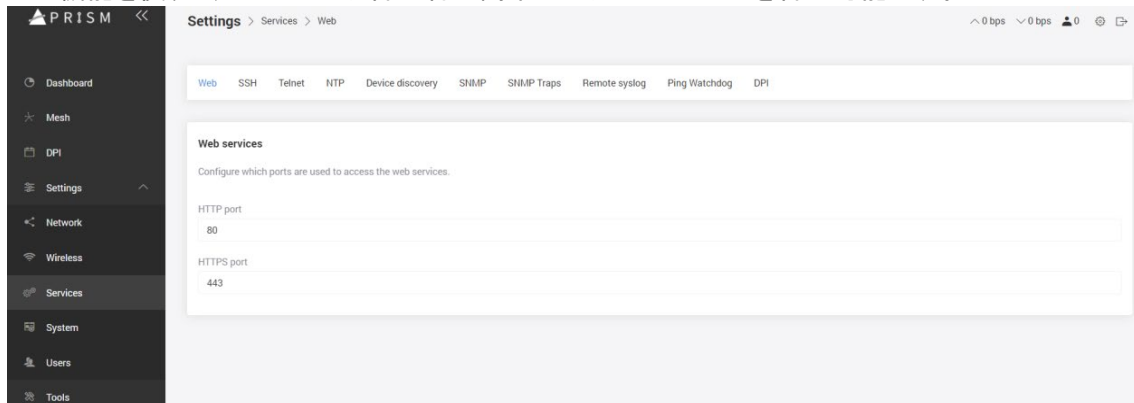 PRISM
Settings > Services > Web
0 bps 0 bps 0
Dashboard
Mesh
DPI
Settings
Network
Wireless
Services
System
Users
Tools
Web SSH Telnet NTP Device discovery SNMP SNMP Traps Remote syslog Ping Watchdog DPI
Web services
Configure which ports are used to access the web services.
HTTP port
80
HTTPS port
443